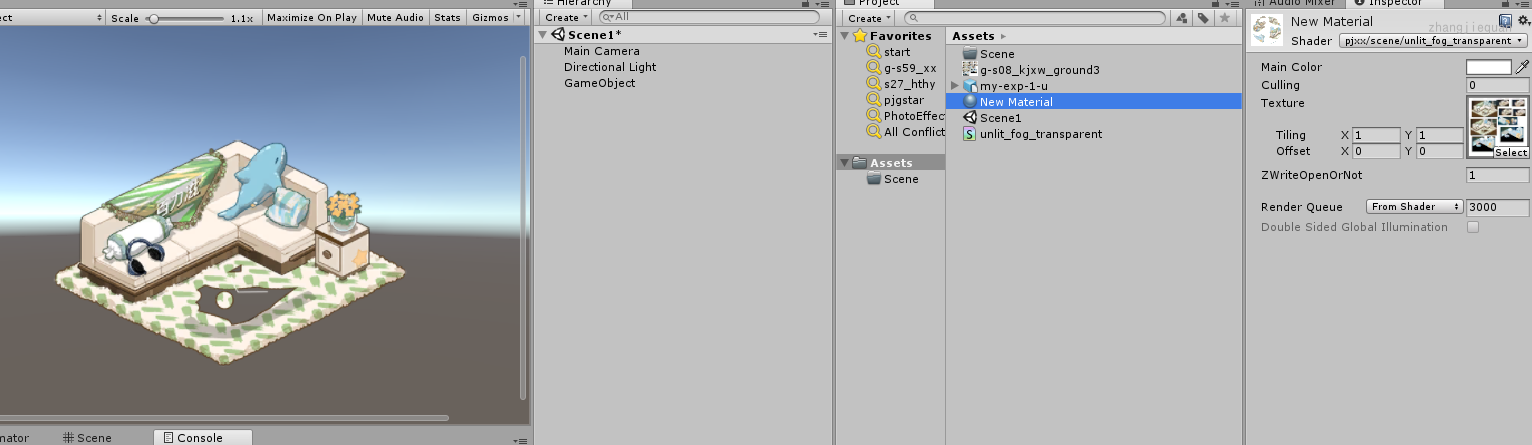 ect
Scale
1.1x
Maximize On Play
Mute Audio
Stats
Gizmos
Hierarchy
Create
All
Scene1*
Main Camera
Directional Light
GameObject
Project
Create
Favorites
start
g-s59_xx
s27_hthy
pjgstar
PhotoEffec
All Conflict
Assets
Scene
Assets
Scene
g-s08_kjxw_ground3
my-exp-1-u
New Material
Scene1
unlit_fog_transparent
Audio Mixer
Inspector
New Material
zhangjiequan
Shader
pjxx/scene/unlit_fog_transparent
Main Color
Culling
0
Texture
Tiling
X 1
Y 1
Offset
X 0
Y 0
Select
ZWriteOpenOrNot
1
Render Queue
From Shader
3000
Double Sided Global Illumination
mator
Scene
Console